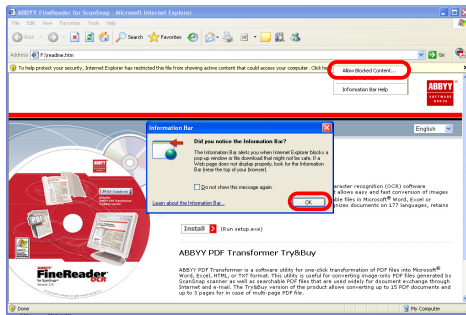 ABBYY FineReader for ScanSnap - Microsoft Internet Explorer
File Edit View Favorites Tools Help
Back Search Favorites
Address F:\readme.htm Go
To help protect your security, Internet Explorer has restricted this file from showing active content that could access your computer. Click he
Allow Blocked Content...
Information Bar Help
ABBYY
SOFTWARE
HOUSE
English
Information Bar
Did you notice the Information Bar?
The Information Bar alerts you when Internet Explorer blocks a
pop-up window or file download that might not be safe. If a
Web page does not display properly, look for the Information
Bar (near the top of your browser).
Do not show this message again
Learn about the Information Bar...
OK
aracter recognition (OCR) software
allows easy and fast conversion of images
ble files in Microsoft® Word, Excel or
gnizes documents on 177 languages, retains
Install (Run setup.exe)
ABBYY PDF Transformer Try&Buy
ABBYY PDF Transformer is a software utility for one-click transformation of PDF files into Microsoft®
Word, Excel, HTML, or TXT format. This utility is useful for converting image-only PDF files generated by
ScanSnap scanner as well as searchable PDF files that are used widely for document exchange through
Internet and e-mail. The Try&Buy version of the product allows converting up to 15 PDF documents and
up to 3 pages for in case of multi-page PDF file.
ABBYY
PDF
ABBYY
FineReader
OCR
for ScanSnap
Done
My Computer